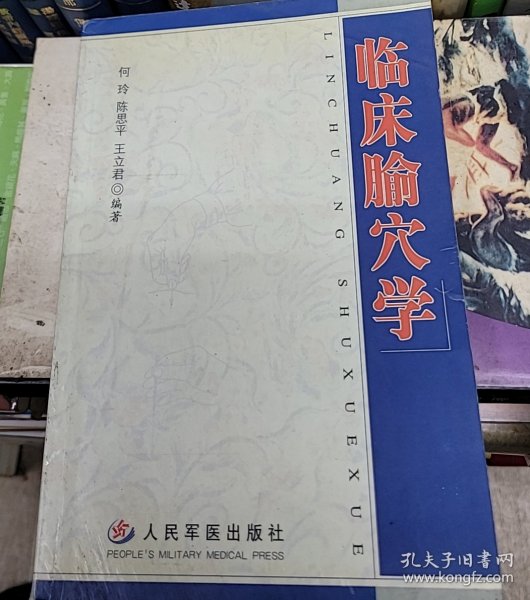 临床腧穴学
LINCHUANG SHUXUEXUE
何玲 陈思平 王立君◎编著
人民军医出版社
PEOPLE'S MILITARY MEDICAL PRESS
孔夫子旧书网
www.kongfz.com